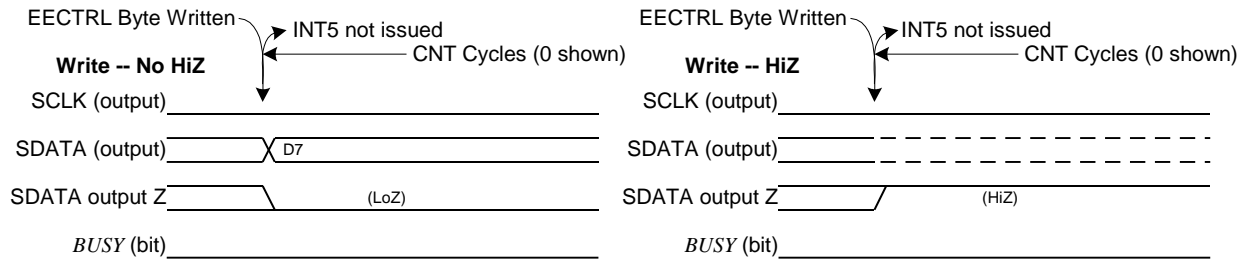 EECTRL Byte Written
INT5 not issued
CNT Cycles (0 shown)
Write -- No HiZ
SCLK (output)
SDATA (output)
D7
SDATA output Z
(LoZ)
BUSY (bit)
EECTRL Byte Written
INT5 not issued
CNT Cycles (0 shown)
Write -- HiZ
SCLK (output)
SDATA (output)
SDATA output Z
(HiZ)
BUSY (bit)